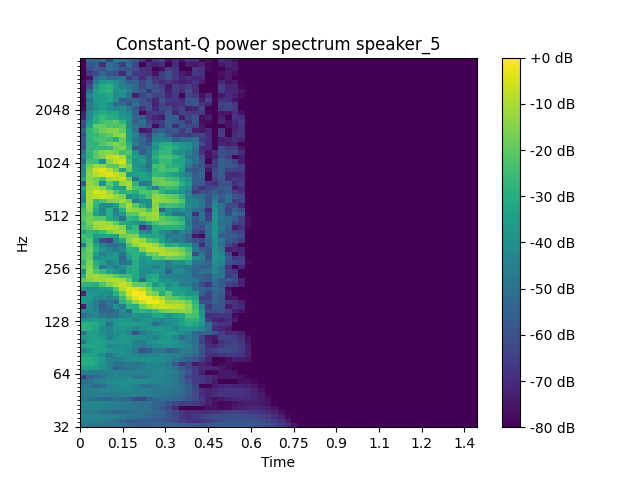 Constant-Q power spectrum speaker_5
+0 dB
-10 dB
-20 dB
-30 dB
-40 dB
-50 dB
-60 dB
-70 dB
-80 dB
2048
1024
512
256
128
64
32
Hz
0 0.15 0.3 0.45 0.6 0.75 0.9 1.1 1.2 1.4
Time